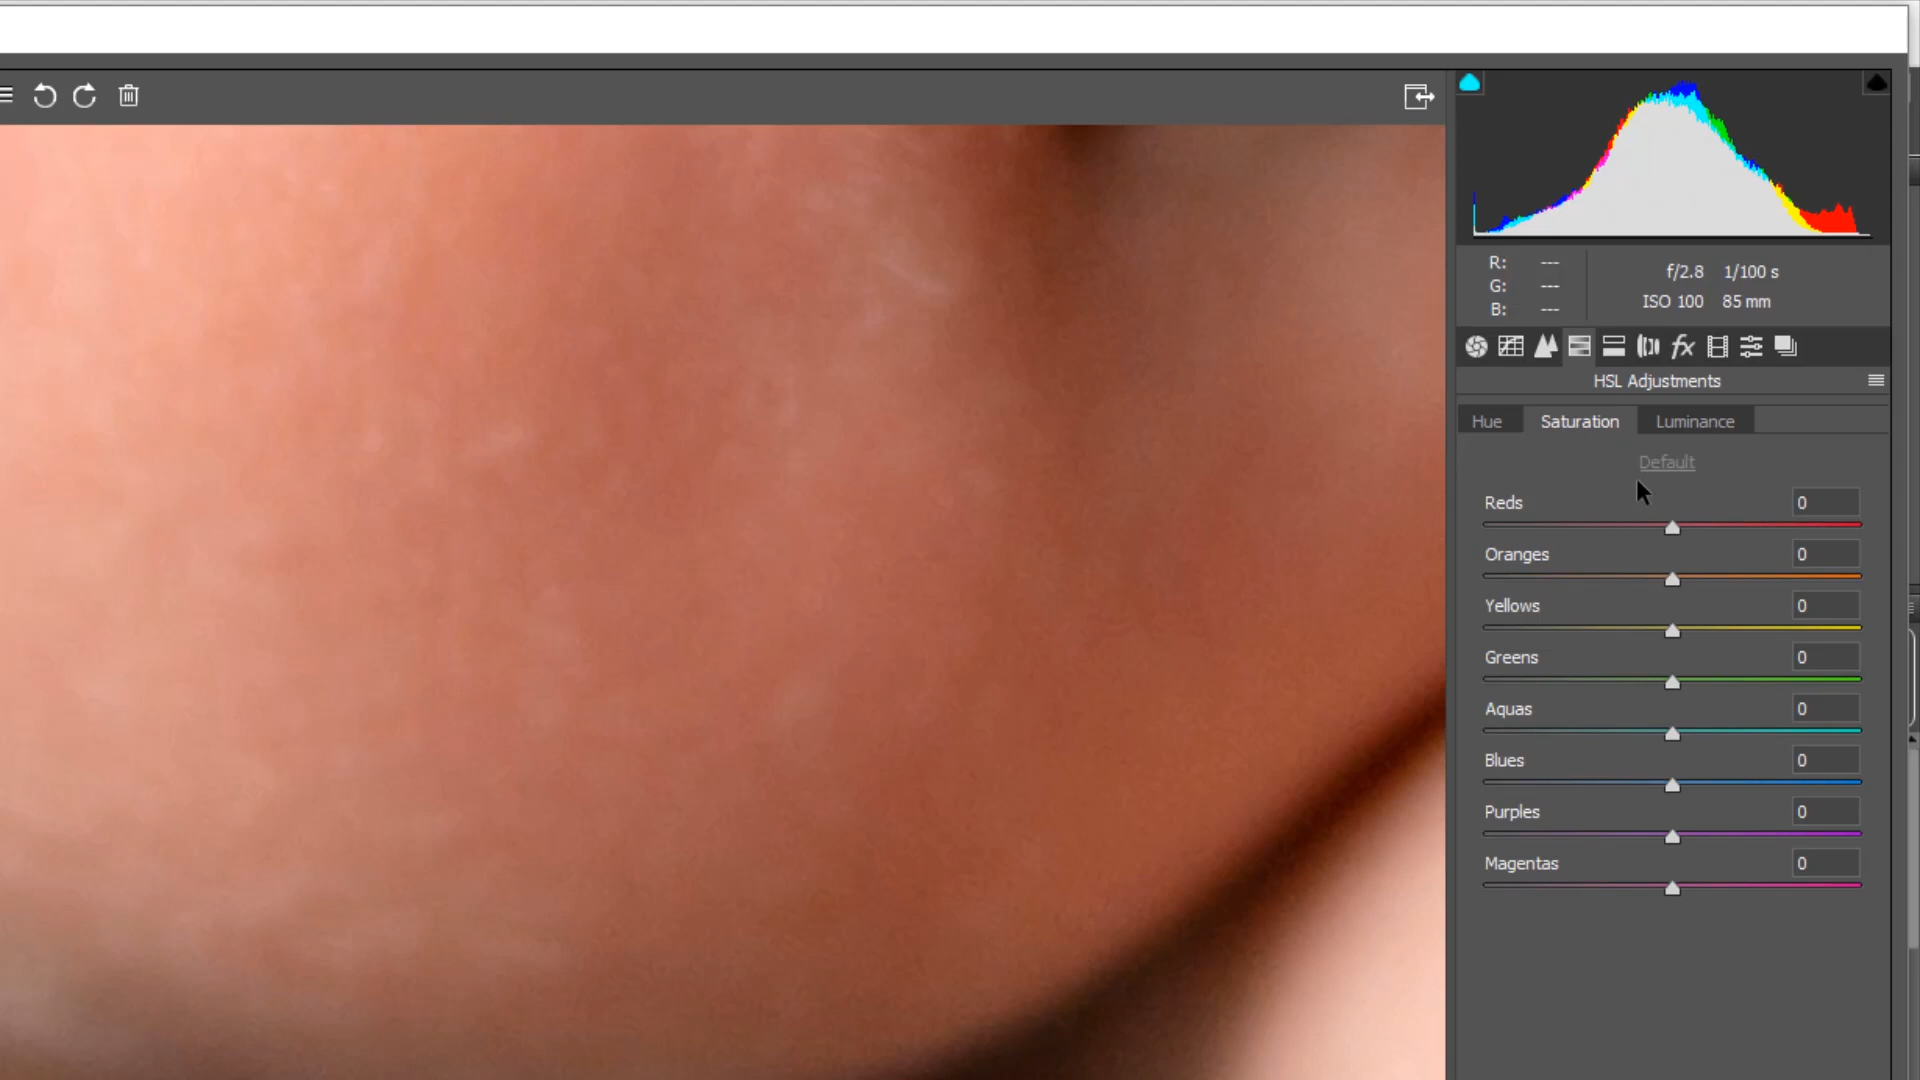 R: ---
G: ---
B: ---
f/2.8 1/100 s
ISO 100 85 mm
fx
HSL Adjustments
Hue Saturation Luminance
Default
Reds 0
Oranges 0
Yellows 0
Greens 0
Aquas 0
Blues 0
Purples 0
Magentas 0